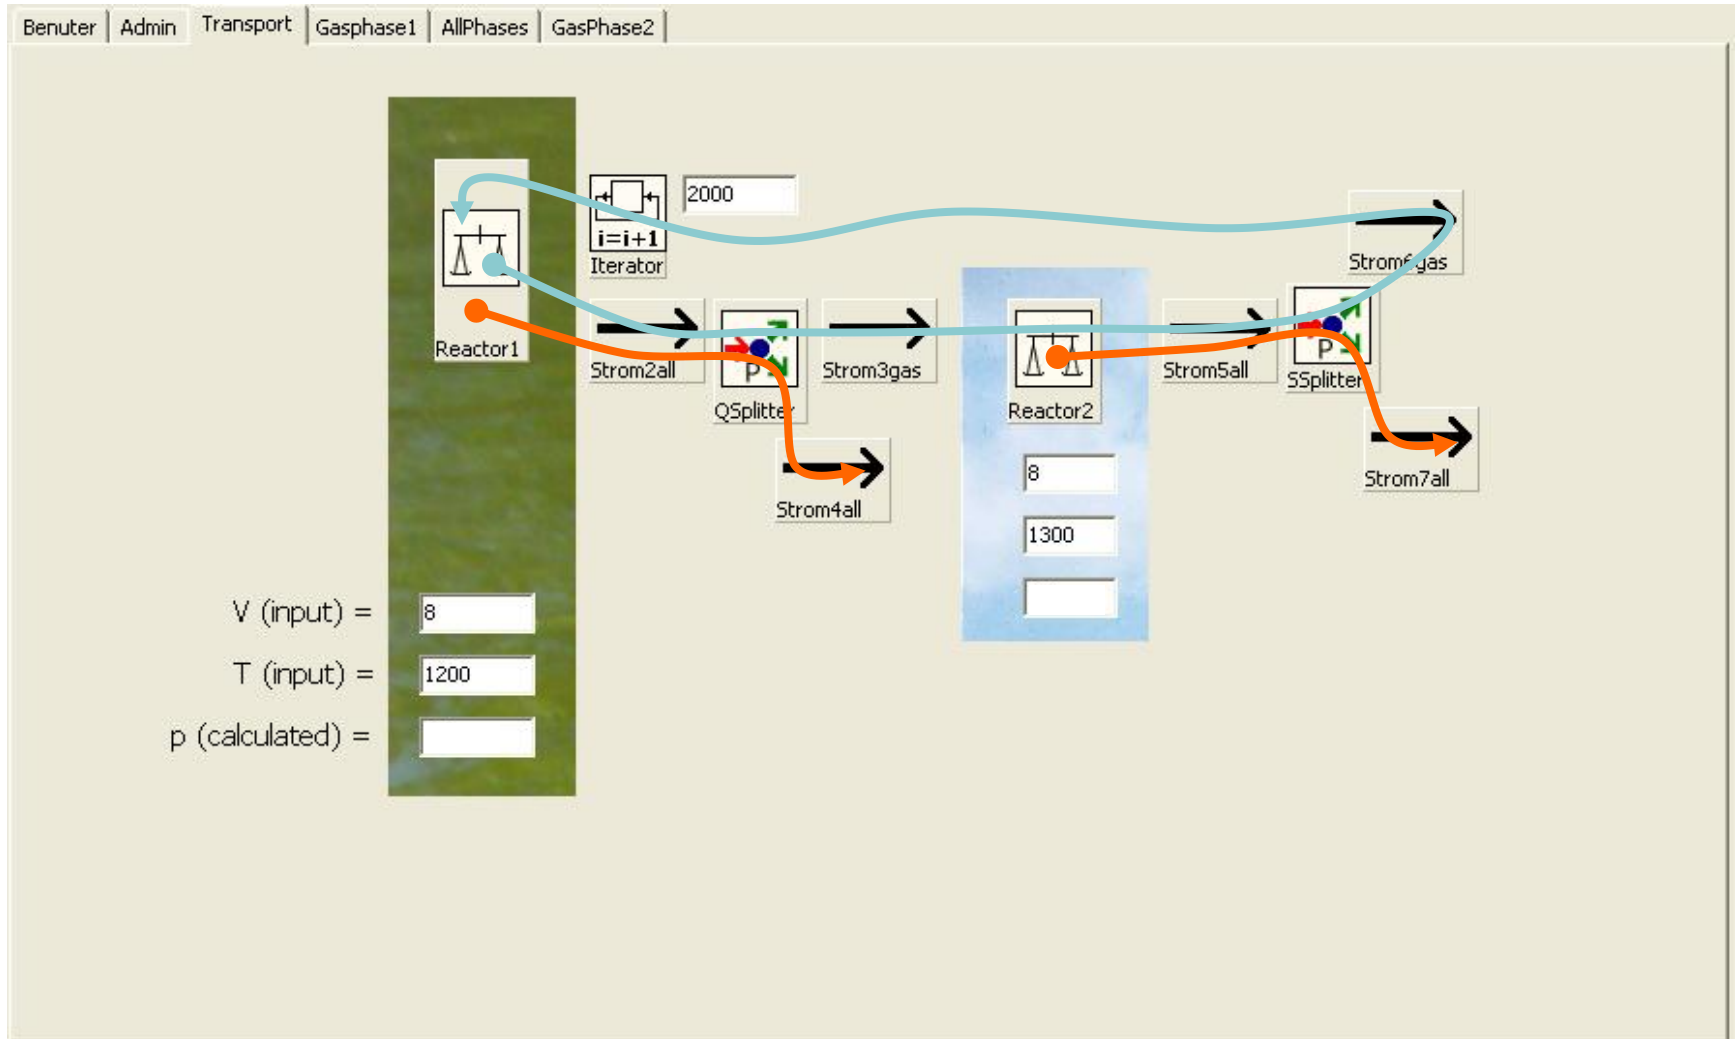 Benuter Admin Transport Gasphase1 AllPhases GasPhase2
2000
i=i+1
Iterator
Strom6gas
Reactor1
Strom2all
P
QSplitter
Strom3gas
Reactor2
Strom5all
P
SSplitter
Strom4all
Strom7all
8
1300
V (input) = 8
T (input) = 1200
p (calculated) =